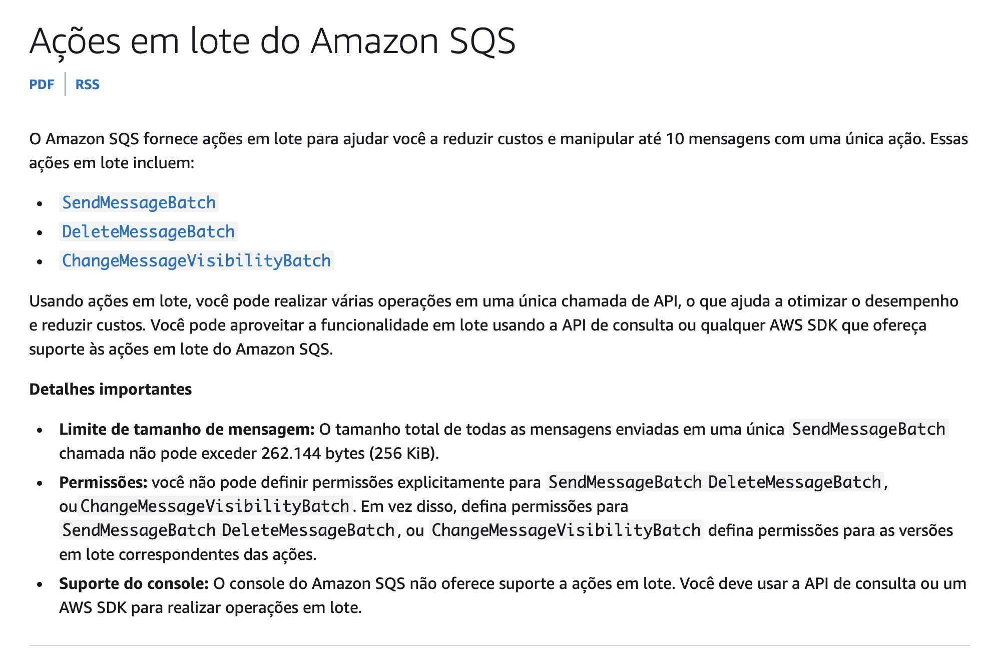 Ações em lote do Amazon SQS
PDF | RSS
O Amazon SQS fornece ações em lote para ajudar você a reduzir custos e manipular até 10 mensagens com uma única ação. Essas
ações em lote incluem:
• SendMessageBatch
• DeleteMessageBatch
• ChangeMessageVisibilityBatch
Usando ações em lote, você pode realizar várias operações em uma única chamada de API, o que ajuda a otimizar o desempenho
e reduzir custos. Você pode aproveitar a funcionalidade em lote usando a API de consulta ou qualquer AWS SDK que ofereça
suporte às ações em lote do Amazon SQS.
Detalhes importantes
• Limite de tamanho de mensagem: O tamanho total de todas as mensagens enviadas em uma única SendMessageBatch
chamada não pode exceder 262.144 bytes (256 KiB).
• Permissões: você não pode definir permissões explicitamente para SendMessageBatch DeleteMessageBatch,
ou ChangeMessageVisibilityBatch. Em vez disso, defina permissões para
SendMessageBatch DeleteMessageBatch, ou ChangeMessageVisibilityBatch defina permissões para as versões
em lote correspondentes das ações.
• Suporte do console: O console do Amazon SQS não oferece suporte a ações em lote. Você deve usar a API de consulta ou um
AWS SDK para realizar operações em lote.